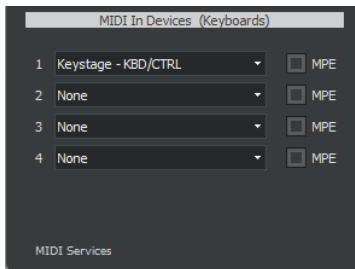 MIDI In Devices (Keyboards)
1 Keystage - KBD/CTRL MPE
2 None MPE
3 None MPE
4 None MPE
MIDI Services